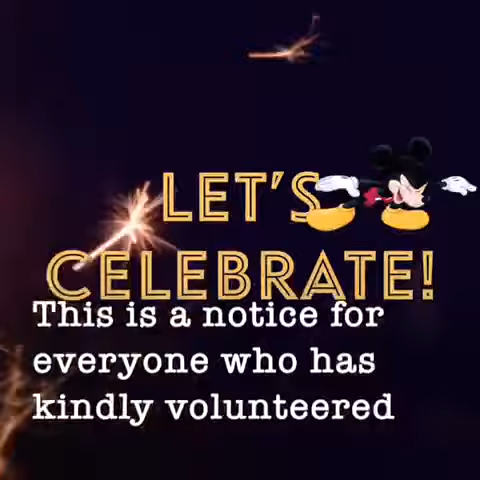 LET'S
CELEBRATE!
This is a notice for
everyone who has
kindly volunteered